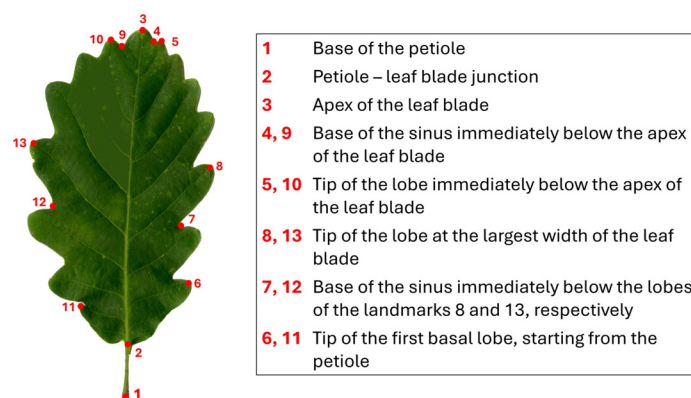 3
10
9
4
5
13
8
12
7
11
6
2
1
1 Base of the petiole
2 Petiole – leaf blade junction
3 Apex of the leaf blade
4, 9 Base of the sinus immediately below the apex
of the leaf blade
5, 10 Tip of the lobe immediately below the apex of
the leaf blade
8, 13 Tip of the lobe at the largest width of the leaf
blade
7, 12 Base of the sinus immediately below the lobes
of the landmarks 8 and 13, respectively
6, 11 Tip of the first basal lobe, starting from the
petiole